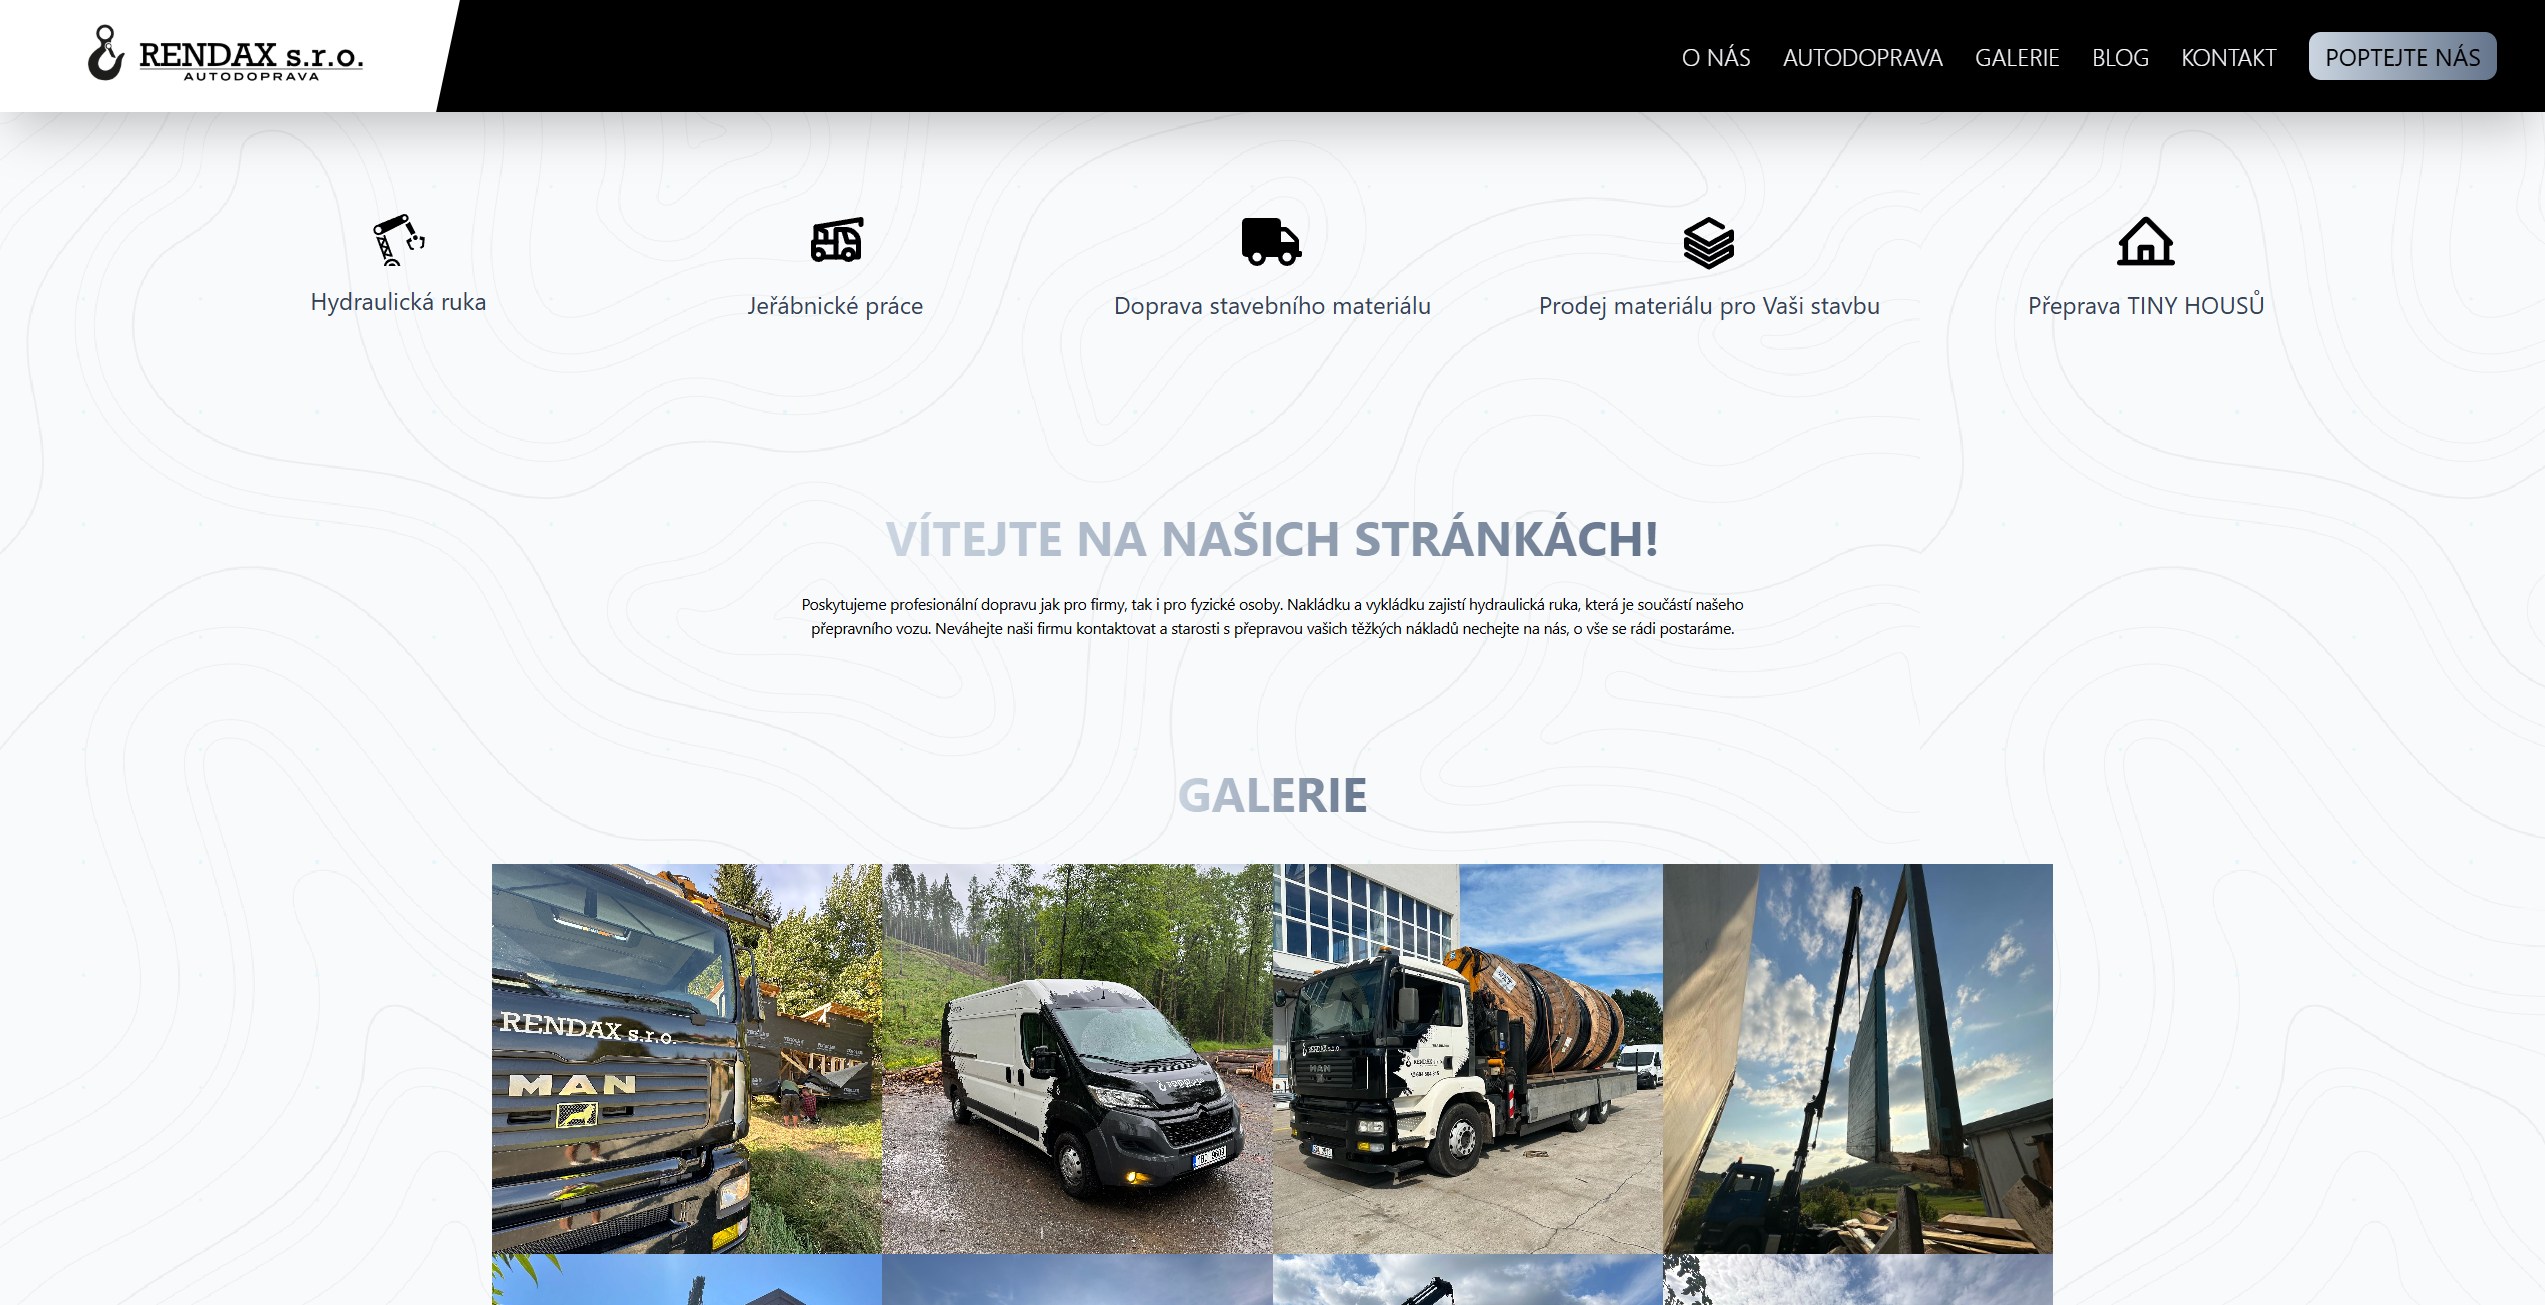 RENDAX s.r.o.
AUTODOPRAVA
O NÁS AUTODOPRAVA GALERIE BLOG KONTAKT POPTEJTE NÁS
Hydraulická ruka
Jeřábnické práce
Doprava stavebního materiálu
Prodej materiálu pro Vaši stavbu
Přeprava TINY HOUSŮ
VÍTEJTE NA NAŠICH STRÁNKÁCH!
Poskytujeme profesionální dopravu jak pro firmy, tak i pro fyzické osoby. Nakládku a vykládku zajistí hydraulická ruka, která je součástí našeho
přepravního vozu. Neváhejte naši firmu kontaktovat a starosti s přepravou vašich těžkých nákladů nechejte na nás, o vše se rádi postaráme.
GALERIE
RENDAX s.r.o.
MAN
RENDAX s.r.o.
MAN